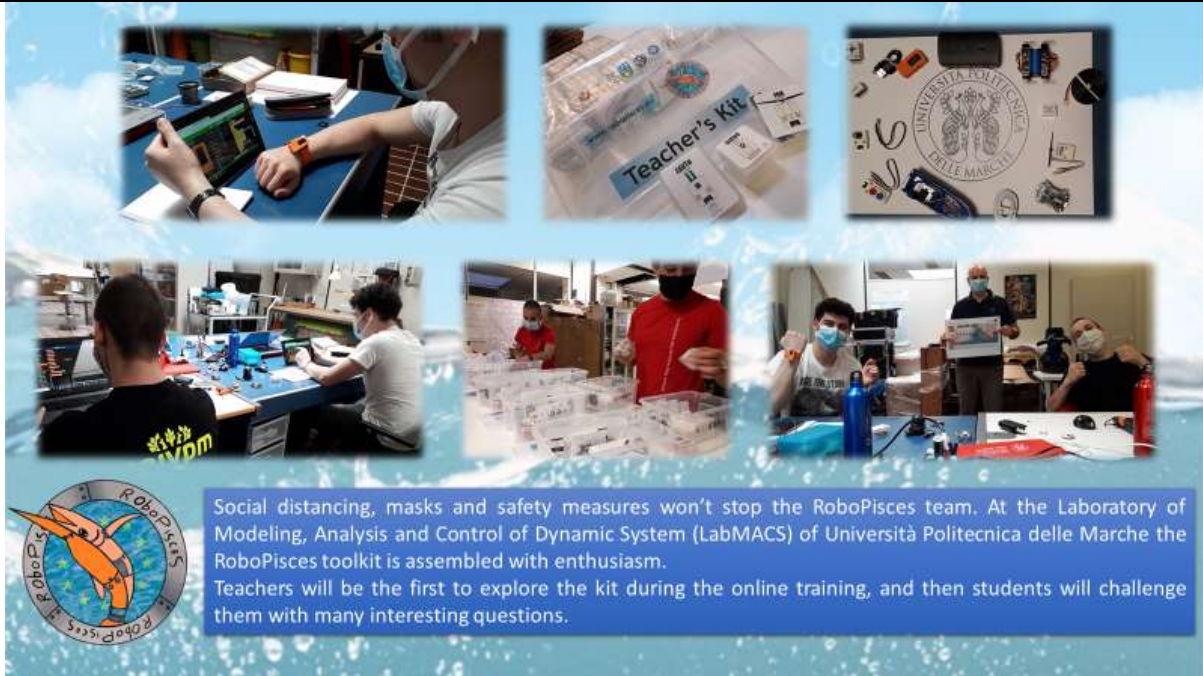 Teacher's Kit
UNIVERSITÀ POLITECNICA
DELLE MARCHE
ROBOPISCES
ROBOPISCES
ROBOPISCES
Social distancing, masks and safety measures won't stop the RoboPisces team. At the Laboratory of
Modeling, Analysis and Control of Dynamic System (LabMACS) of Università Politecnica delle Marche the
RoboPisces toolkit is assembled with enthusiasm.
Teachers will be the first to explore the kit during the online training, and then students will challenge
them with many interesting questions.